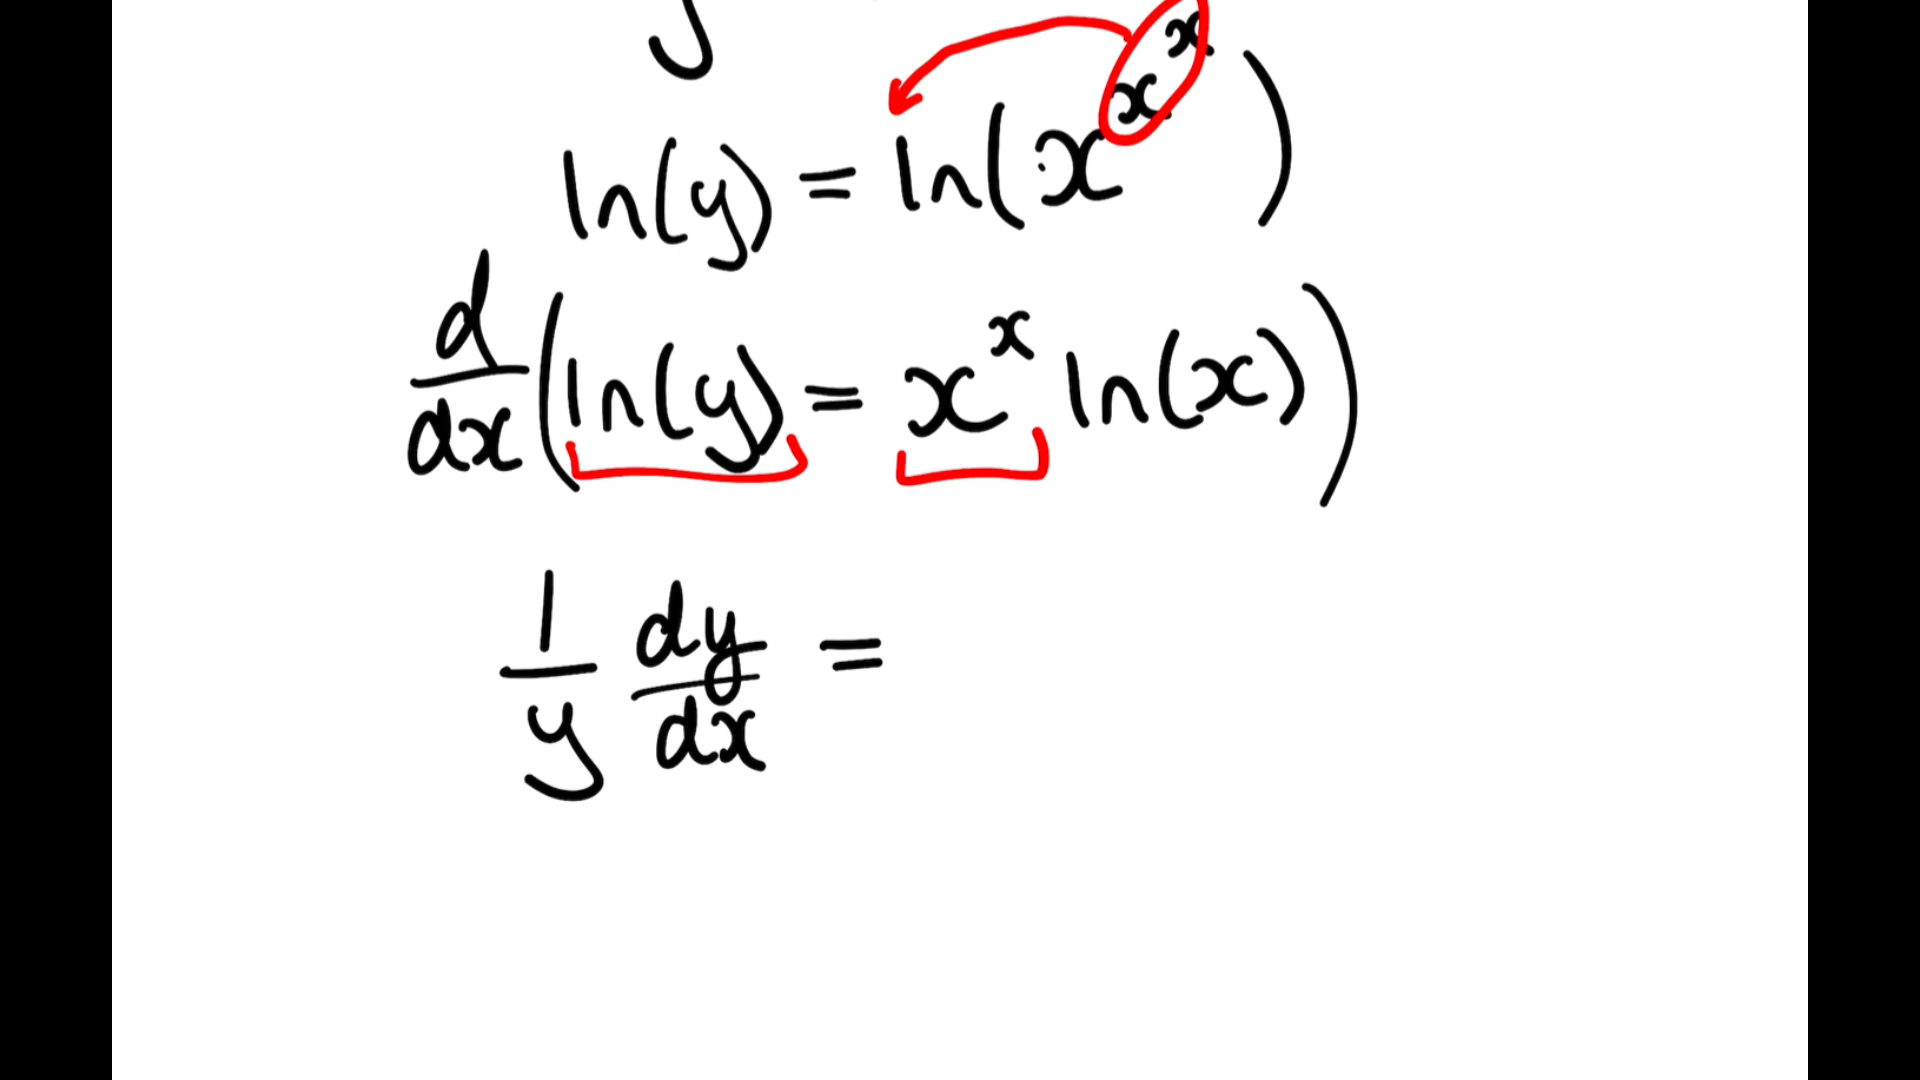 y
ln(y) = ln(x^x^x)
d/dx (ln(y) = x^x ln(x))
1/y dy/dx =